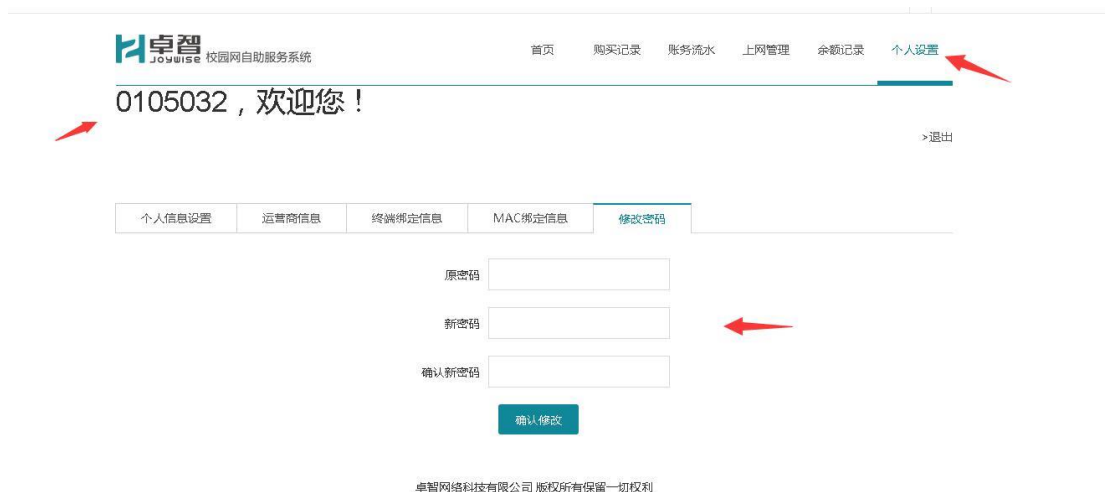 卓智
Joywise 校园网自助服务系统
首页 购买记录 账务流水 上网管理 余额记录 个人设置
0105032，欢迎您！
>退出
个人信息设置 运营商信息 终端绑定信息 MAC绑定信息 修改密码
原密码
新密码
确认新密码
确认修改
卓智网络科技有限公司 版权所有保留一切权利